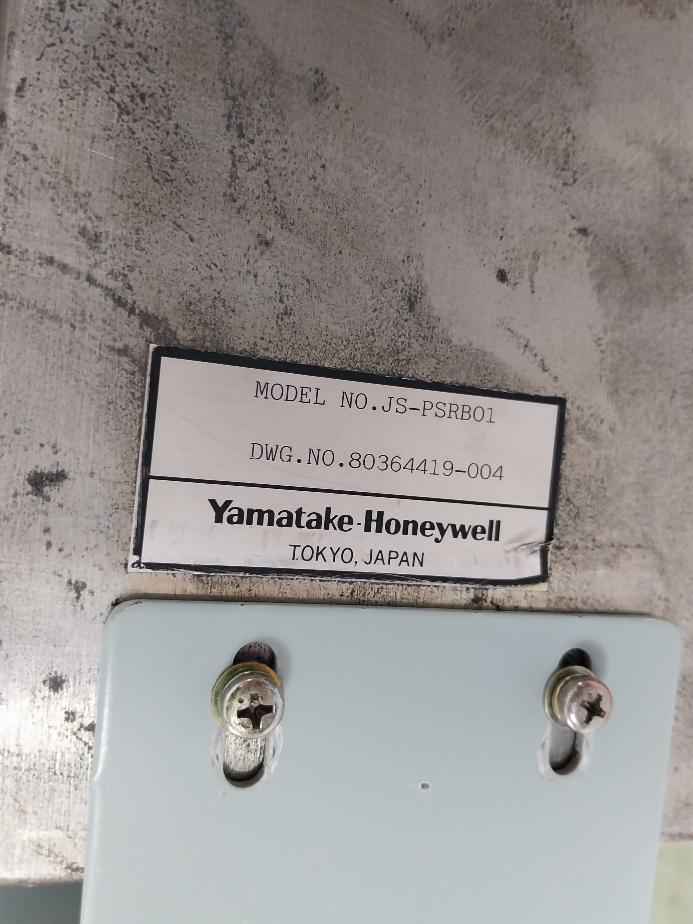 MODEL NO.JS-PSRB01
DWG.NO.80364419-004
Yamatake-Honeywell
TOKYO, JAPAN